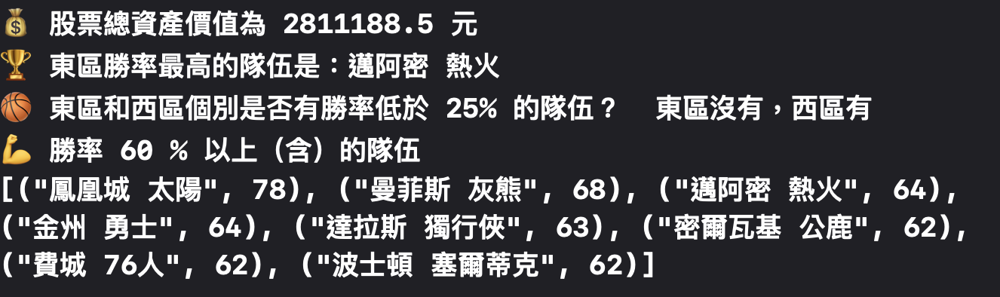 💰 股票總資產價值為 2811188.5 元
🏆 東區勝率最高的隊伍是：邁阿密 熱火
🏀 東區和西區個別是否有勝率低於 25% 的隊伍？  東區沒有，西區有
💪 勝率 60 % 以上（含）的隊伍
[("鳳凰城 太陽", 78), ("曼菲斯 灰熊", 68), ("邁阿密 熱火", 64),
("金州 勇士", 64), ("達拉斯 獨行俠", 63), ("密爾瓦基 公鹿", 62),
("費城 76人", 62), ("波士頓 塞爾蒂克", 62)]